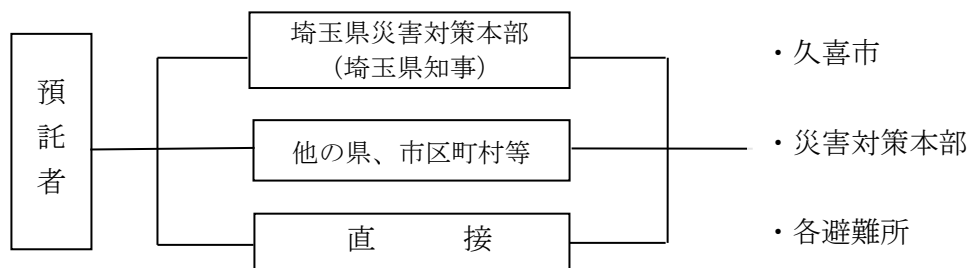 預託者
埼玉県災害対策本部
（埼玉県知事）
他の県、市区町村等
直　　接
・久喜市
・災害対策本部
・各避難所